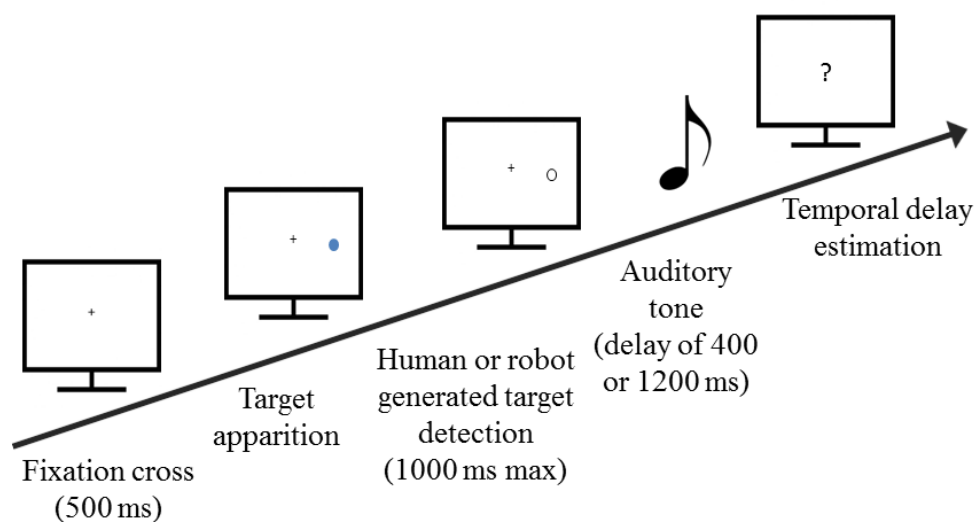 +
Fixation cross
(500 ms)
+
Target
apparition
+
Human or robot
generated target
detection
(1000 ms max)
Auditory
tone
(delay of 400
or 1200 ms)
?
Temporal delay
estimation